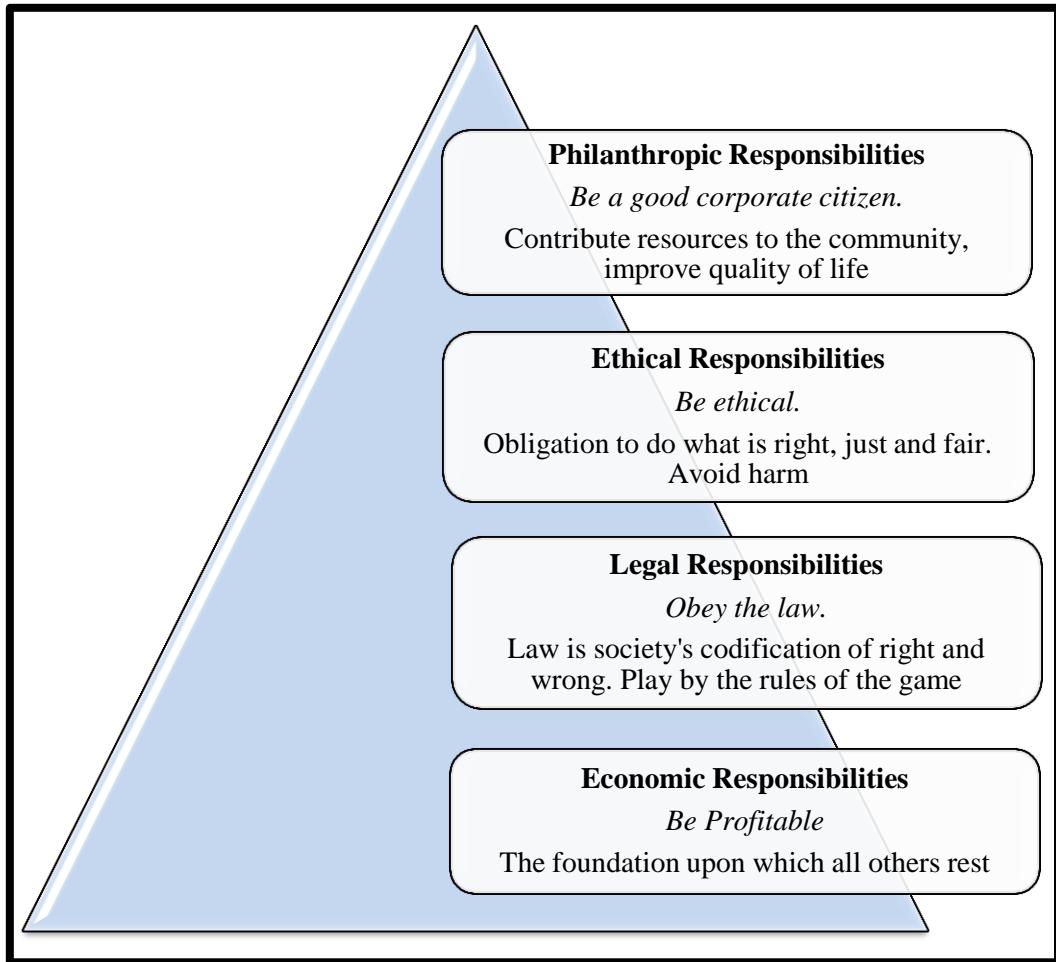 Philanthropic Responsibilities
Be a good corporate citizen.
Contribute resources to the community,
improve quality of life
Ethical Responsibilities
Be ethical.
Obligation to do what is right, just and fair.
Avoid harm
Legal Responsibilities
Obey the law.
Law is society's codification of right and
wrong. Play by the rules of the game
Economic Responsibilities
Be Profitable
The foundation upon which all others rest